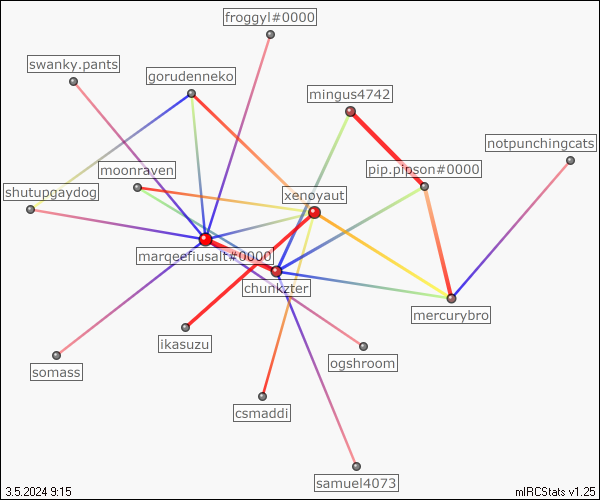 froggyl#0000
swanky.pants
gorudenneko
mingus4742
notpunchingcats
moonraven
pip.pipson#0000
shutupgaydog
xenoyaut
marqeefiusalt#0000
chunkzter
mercurybro
ikasuzu
ogshroom
somass
csmaddi
samuel4073
3.5.2024 9:15
mIRCStats v1.25